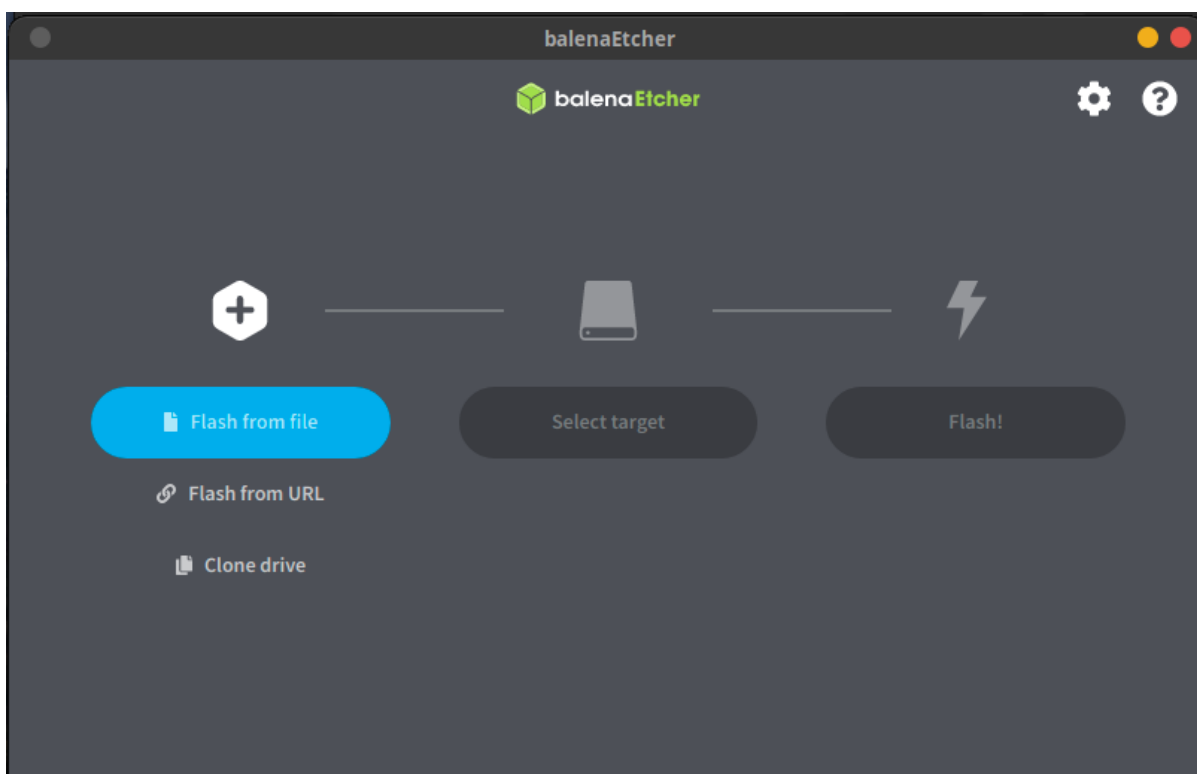 balenaEtcher
balenaEtcher
Flash from file
Select target
Flash!
Flash from URL
Clone drive